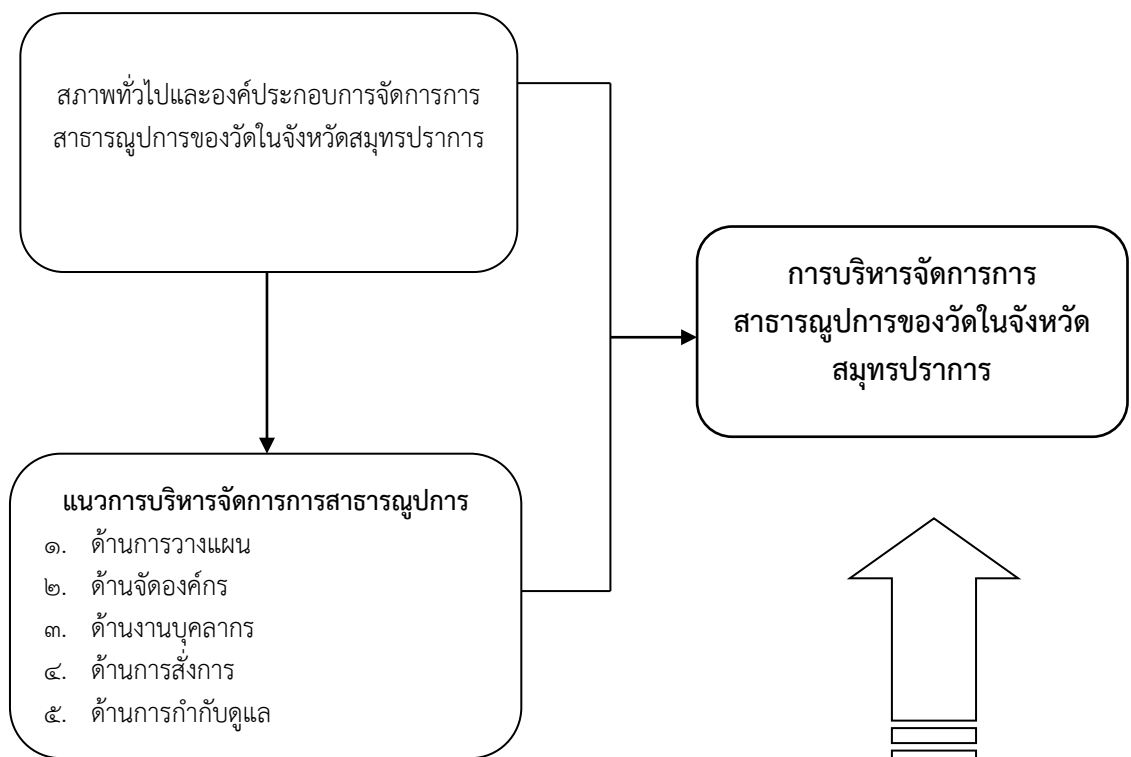 สภาพทั่วไปและองค์ประกอบการจัดการการ
สาธารณูปการของวัดในจังหวัดสมุทรปราการ
การบริหารจัดการการ
สาธารณูปการของวัดในจังหวัด
สมุทรปราการ
แนวการบริหารจัดการการสาธารณูปการ
๑. ด้านการวางแผน
๒. ด้านจัดองค์กร
๓. ด้านงานบุคลากร
๔. ด้านการสั่งการ
๕. ด้านการกำกับดูแล